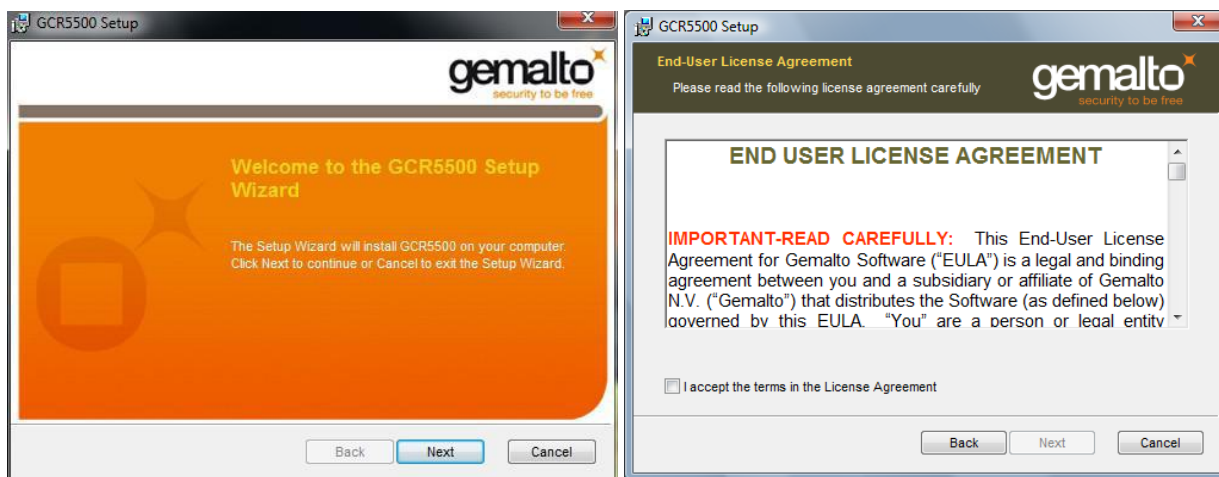 GCR5500 Setup
gemalto
security to be free
Welcome to the GCR5500 Setup
Wizard
The Setup Wizard will install GCR5500 on your computer.
Click Next to continue or Cancel to exit the Setup Wizard.
Back
Next
Cancel
GCR5500 Setup
End-User License Agreement
Please read the following license agreement carefully
gemalto
security to be free
END USER LICENSE AGREEMENT
IMPORTANT-READ CAREFULLY: This End-User License
Agreement for Gemalto Software (“EULA”) is a legal and binding
agreement between you and a subsidiary or affiliate of Gemalto
N.V. (“Gemalto”) that distributes the Software (as defined below)
governed by this EULA. “You” are a person or legal entity
I accept the terms in the License Agreement
Back
Next
Cancel